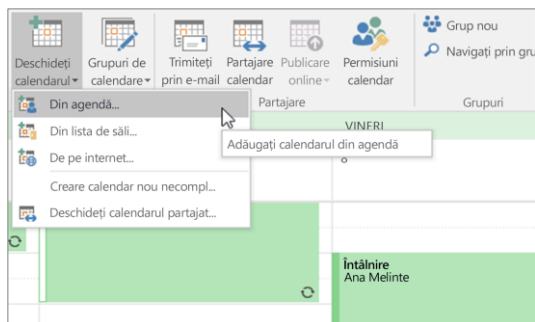 Deschideți calendarul
Grupuri de calendare
Trimiteți prin e-mail
Partajare calendar
Publicare online
Permisiuni calendar
Grup nou
Navigați prin gru
Partajare
Grupuri
Din agendă...
Din lista de săli...
De pe internet...
Creare calendar nou necompl...
Deschideți calendarul partajat...
VINERI
Adăugați calendarul din agendă
Întâlnire
Ana Melinte